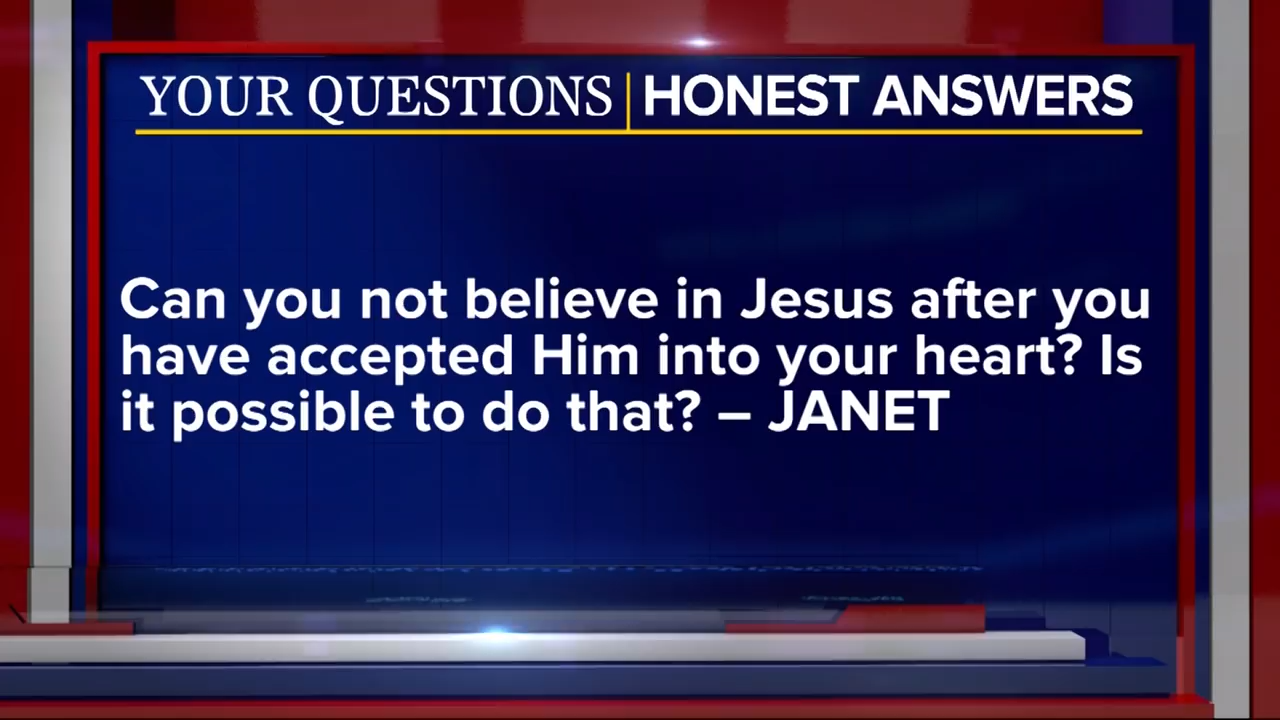 YOUR QUESTIONS | HONEST ANSWERS
Can you not believe in Jesus after you
have accepted Him into your heart? Is
it possible to do that? – JANET